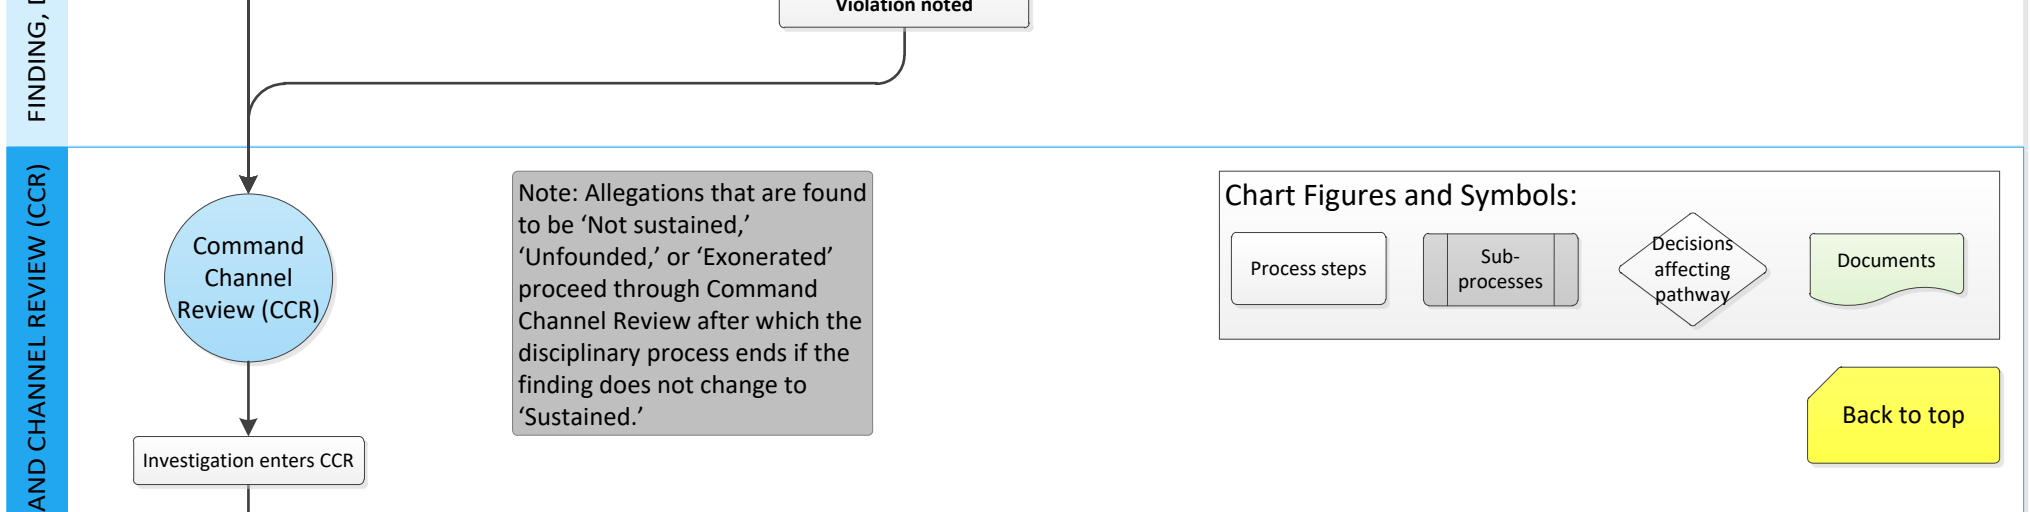 Violation noted
FINDING,
AND CHANNEL REVIEW (CCR)
Command
Channel
Review (CCR)
Investigation enters CCR
Note: Allegations that are found
to be ‘Not sustained,’
‘Unfounded,’ or ‘Exonerated’
proceed through Command
Channel Review after which the
disciplinary process ends if the
finding does not change to
‘Sustained.’
Chart Figures and Symbols:
Process steps
Sub-
processes
Decisions
affecting
pathway
Documents
Back to top